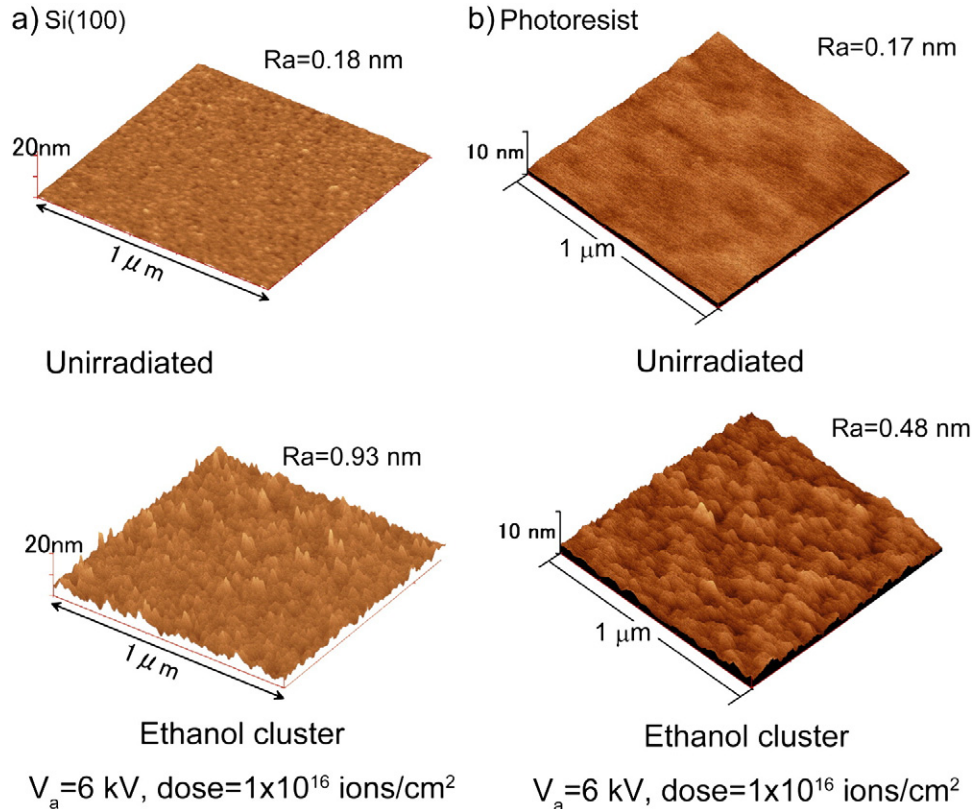 a) Si(100)
Ra=0.18 nm
20nm
1 μm
Unirradiated
b) Photoresist
Ra=0.17 nm
10 nm
1 μm
Unirradiated
Ra=0.93 nm
20nm
1 μm
Ethanol cluster
Vₐ=6 kV, dose=1x10¹⁶ ions/cm²
Ra=0.48 nm
10 nm
1 μm
Ethanol cluster
Vₐ=6 kV, dose=1x10¹⁶ ions/cm²